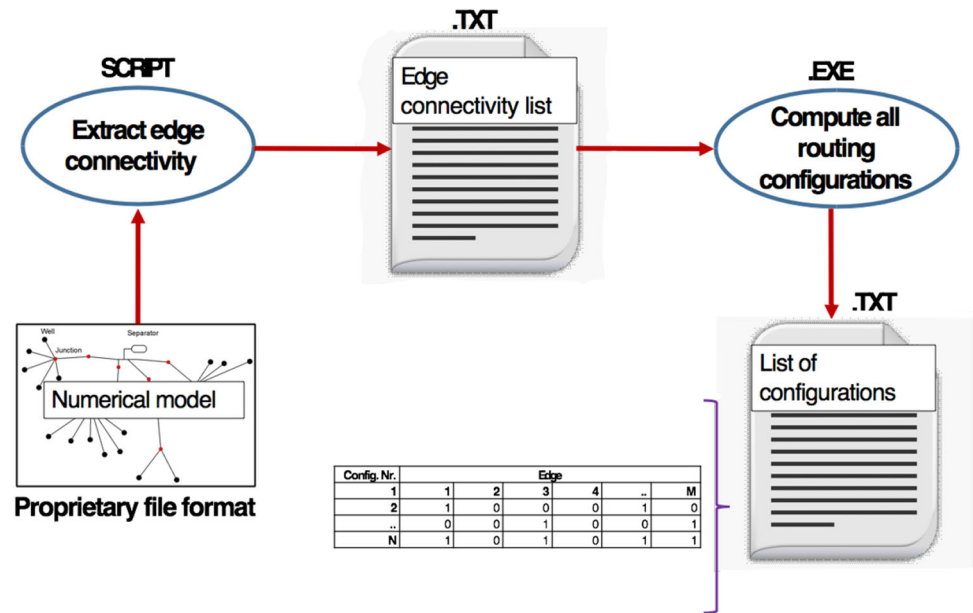 .TXT
SCRIPT
Extract edge
connectivity
Edge
connectivity list
.EXE
Compute all
routing
configurations
Well
Separator
Junction
Numerical model
Proprietary file format
.TXT
List of
configurations
Config. Nr. Edge
1 1 2 3 4 .. M
2 1 0 0 0 1 0
.. 0 0 1 0 0 1
N 1 0 1 0 1 1